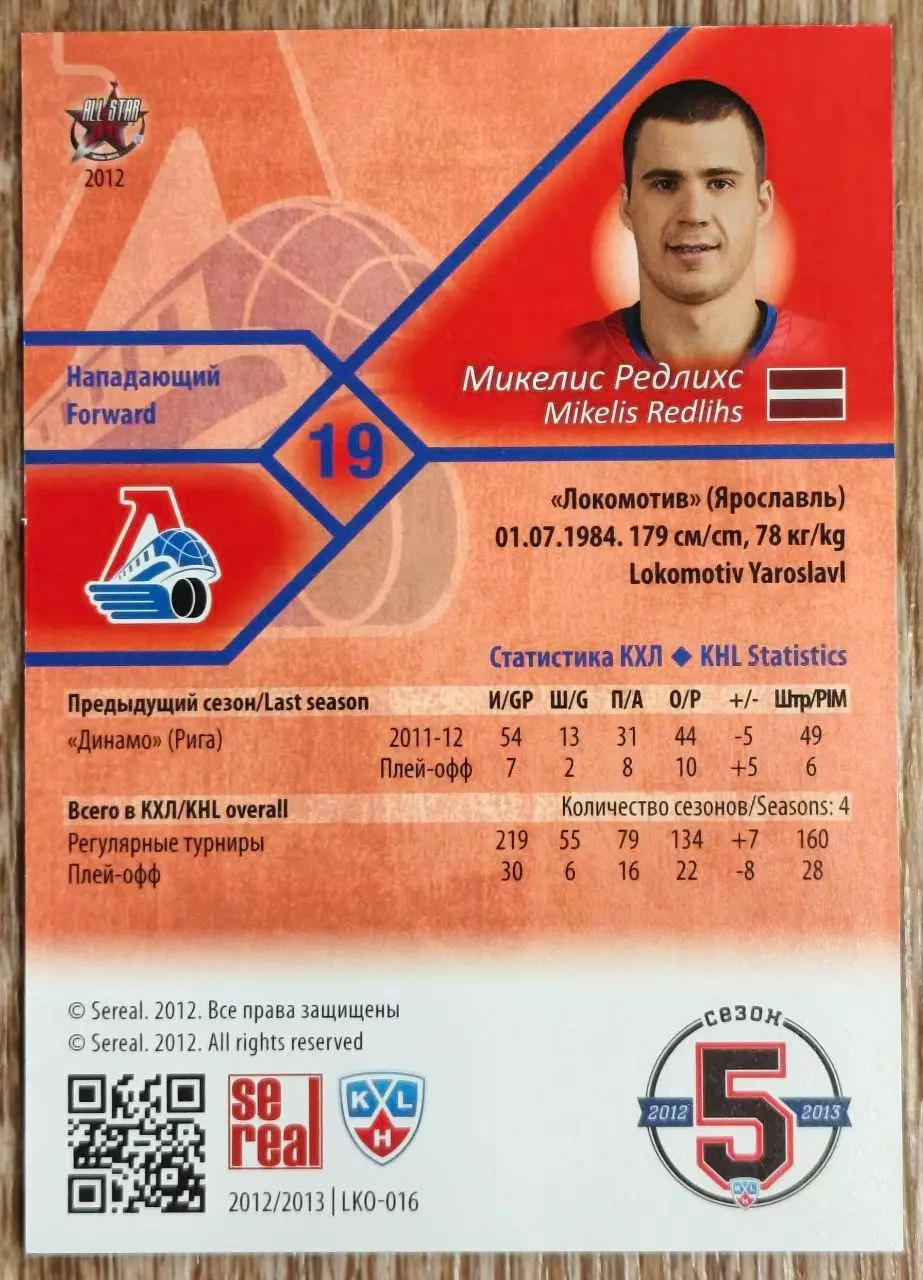 ALL STAR
2012
Нападающий
Forward
19
Микелис Редлихс
Mikelis Redlihs
«Локомотив» (Ярославль)
01.07.1984. 179 см/cm, 78 кг/kg
Lokomotiv Yaroslavl
Статистика КХЛ ◆ KHL Statistics
Предыдущий сезон/Last season И/GP Ш/G П/А О/Р +/- Штр/PIM
«Динамо» (Рига) 2011-12 54 13 31 44 -5 49
Плей-офф 7 2 8 10 +5 6
Всего в КХЛ/KHL overall Количество сезонов/Seasons: 4
Регулярные турниры 219 55 79 134 +7 160
Плей-офф 30 6 16 22 -8 28
© Sereal. 2012. Все права защищены
© Sereal. 2012. All rights reserved
se real
KHL
2012/2013 | LKO-016
сезон
2012 5 2013